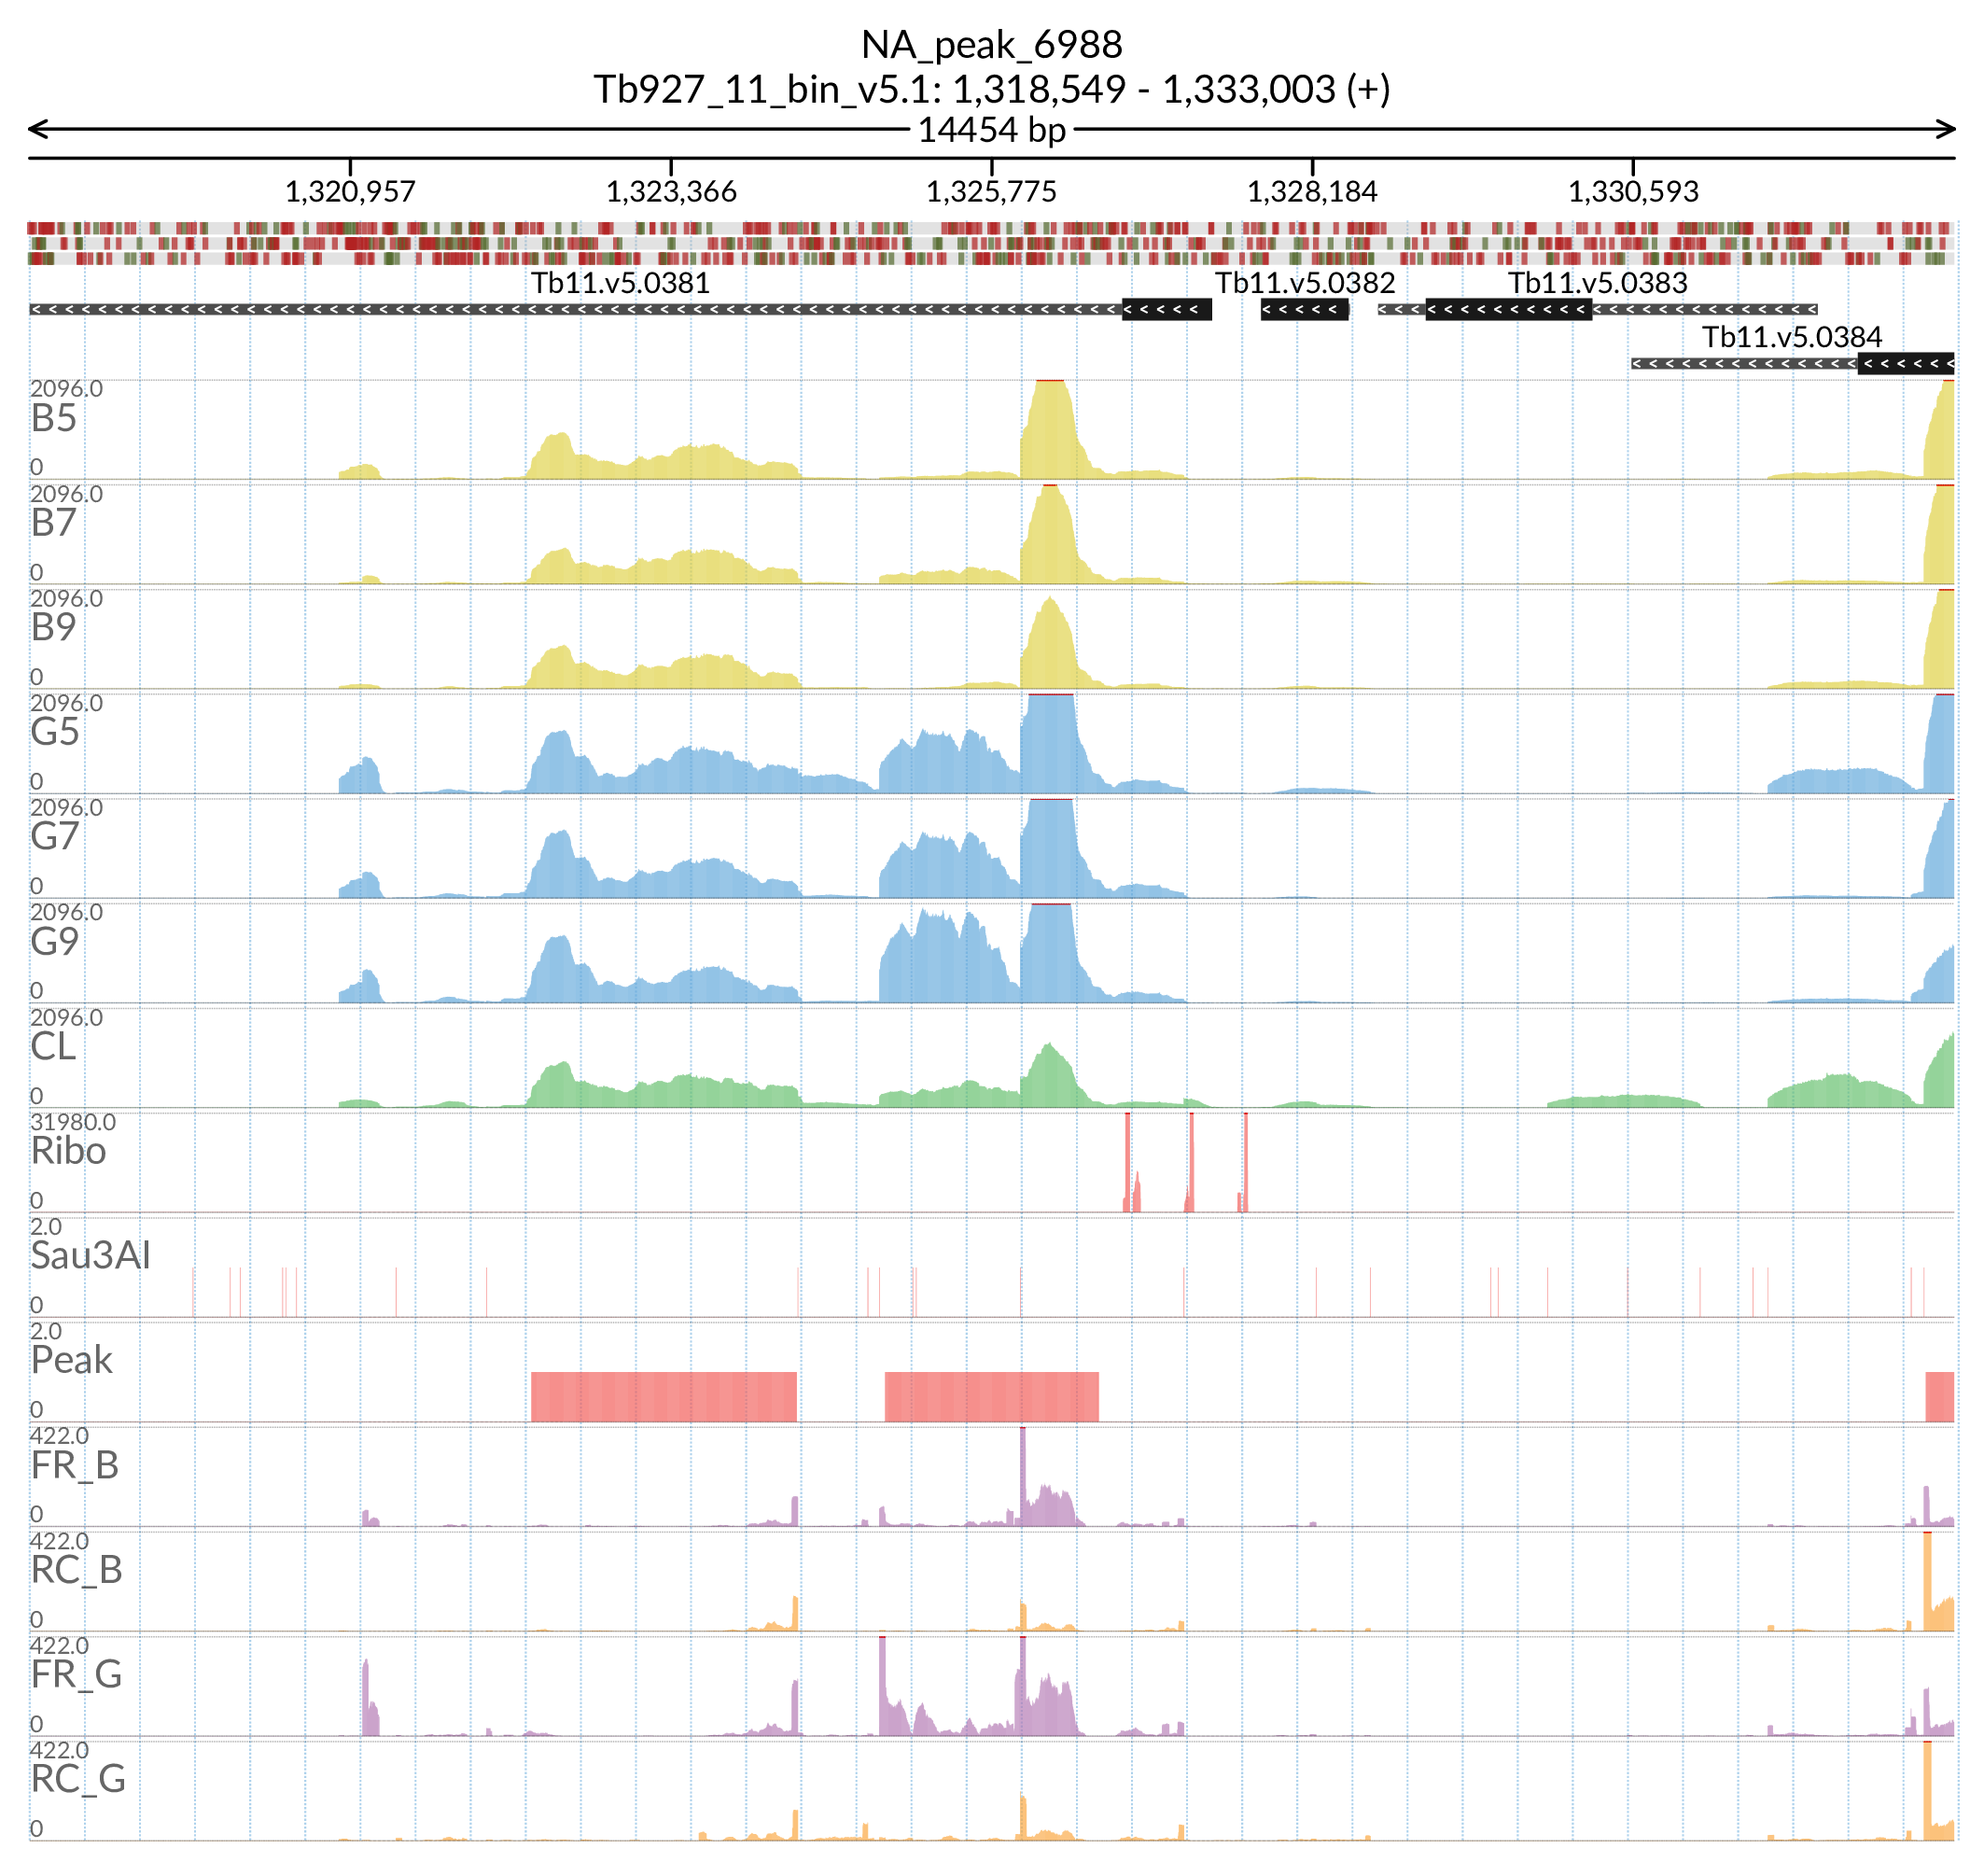 NA_peak_6988
Tb927_11_bin_v5.1: 1,318,549 - 1,333,003 (+)
14454 bp
1,320,957 1,323,366 1,325,775 1,328,184 1,330,593
Tb11.v5.0381 Tb11.v5.0382 Tb11.v5.0383
Tb11.v5.0384
2096.0
B5
0
2096.0
B7
0
2096.0
B9
0
2096.0
G5
0
2096.0
G7
0
2096.0
G9
0
2096.0
CL
0
31980.0
Ribo
0
2.0
Sau3AI
0
2.0
Peak
0
422.0
FR_B
0
422.0
RC_B
0
422.0
FR_G
0
422.0
RC_G
0